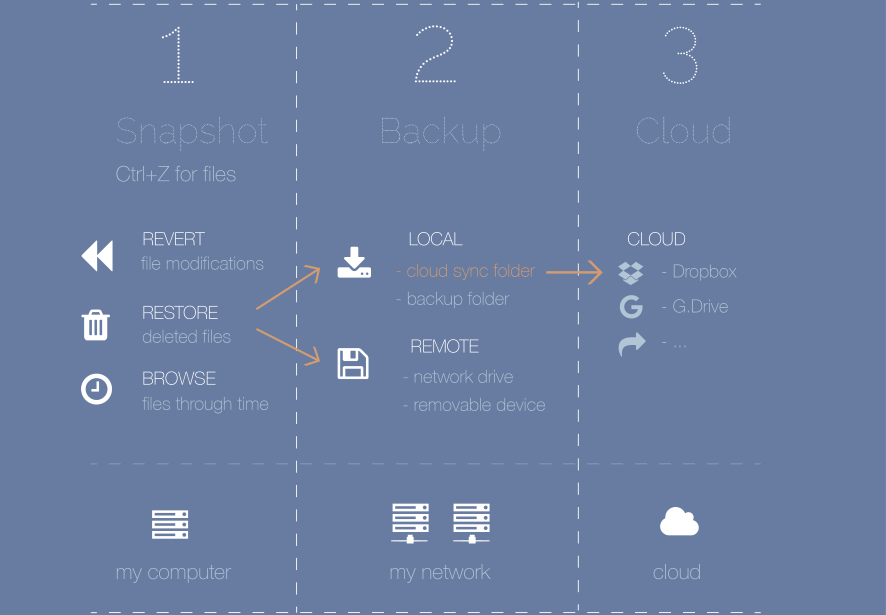 1
Snapshot
Ctrl+Z for files
REVERT
file modifications
RESTORE
deleted files
BROWSE
files through time
my computer
2
Backup
LOCAL
- cloud sync folder
- backup folder
REMOTE
- network drive
- removable device
my network
3
Cloud
CLOUD
- Dropbox
- G.Drive
- ...
cloud